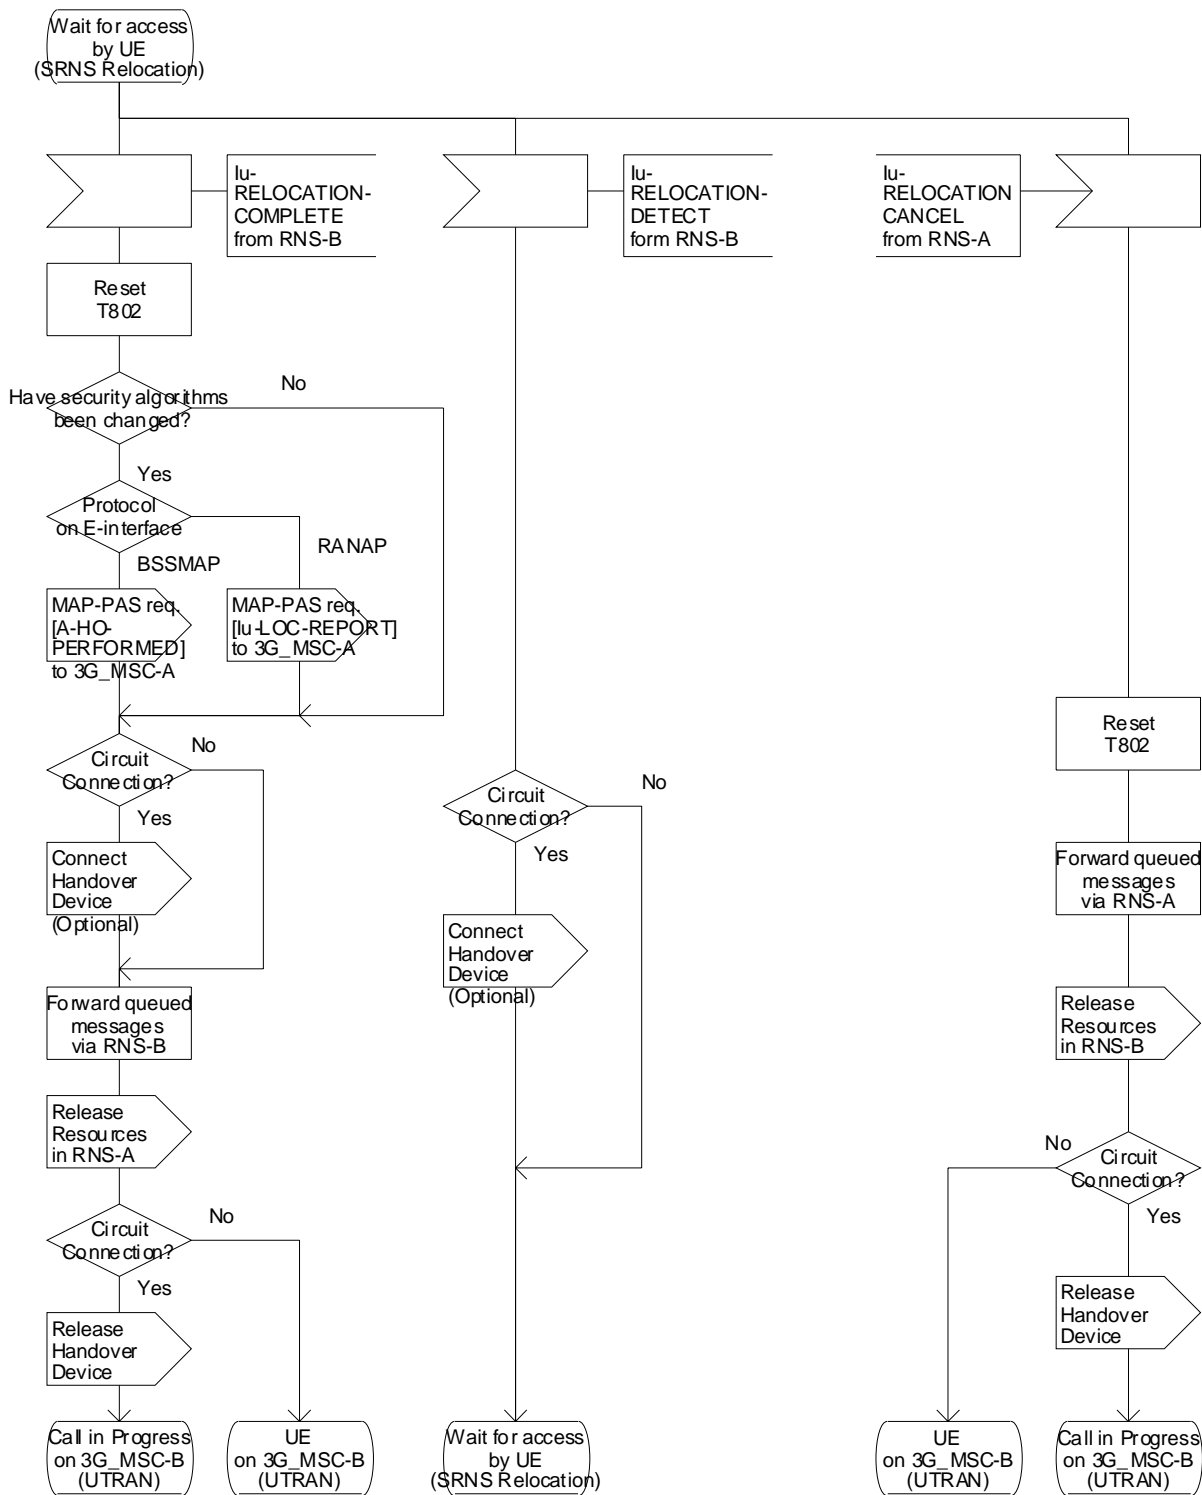 Wait for access
by UE
(SRNS Relocation)
Iu-
RELOCATION-
COMPLETE
from RNS-B
Iu-
RELOCATION-
DETECT
form RNS-B
Iu-
RELOCATION
CANCEL
from RNS-A
Reset
T802
Have security algorithms
been changed?
No
Yes
Protocol
on E-interface
RANAP
BSSMAP
MAP-PAS req.
[A-HO-
PERFORMED]
to 3G_MSC-A
MAP-PAS req.
[Iu-LOC-REPORT]
to 3G_MSC-A
Circuit
Connection?
No
Yes
Connect
Handover
Device
(Optional)
Forward queued
messages
via RNS-B
Release
Resources
in RNS-A
Circuit
Connection?
No
Yes
Release
Handover
Device
Call in Progress
on 3G_MSC-B
(UTRAN)
UE
on 3G_MSC-B
(UTRAN)
Circuit
Connection?
No
Yes
Connect
Handover
Device
(Optional)
Wait for access
by UE
(SRNS Relocation)
Reset
T802
Forward queued
messages
via RNS-A
Release
Resources
in RNS-B
No
Circuit
Connection?
Yes
Release
Handover
Device
UE
on 3G_MSC-B
(UTRAN)
Call in Progress
on 3G_MSC-B
(UTRAN)